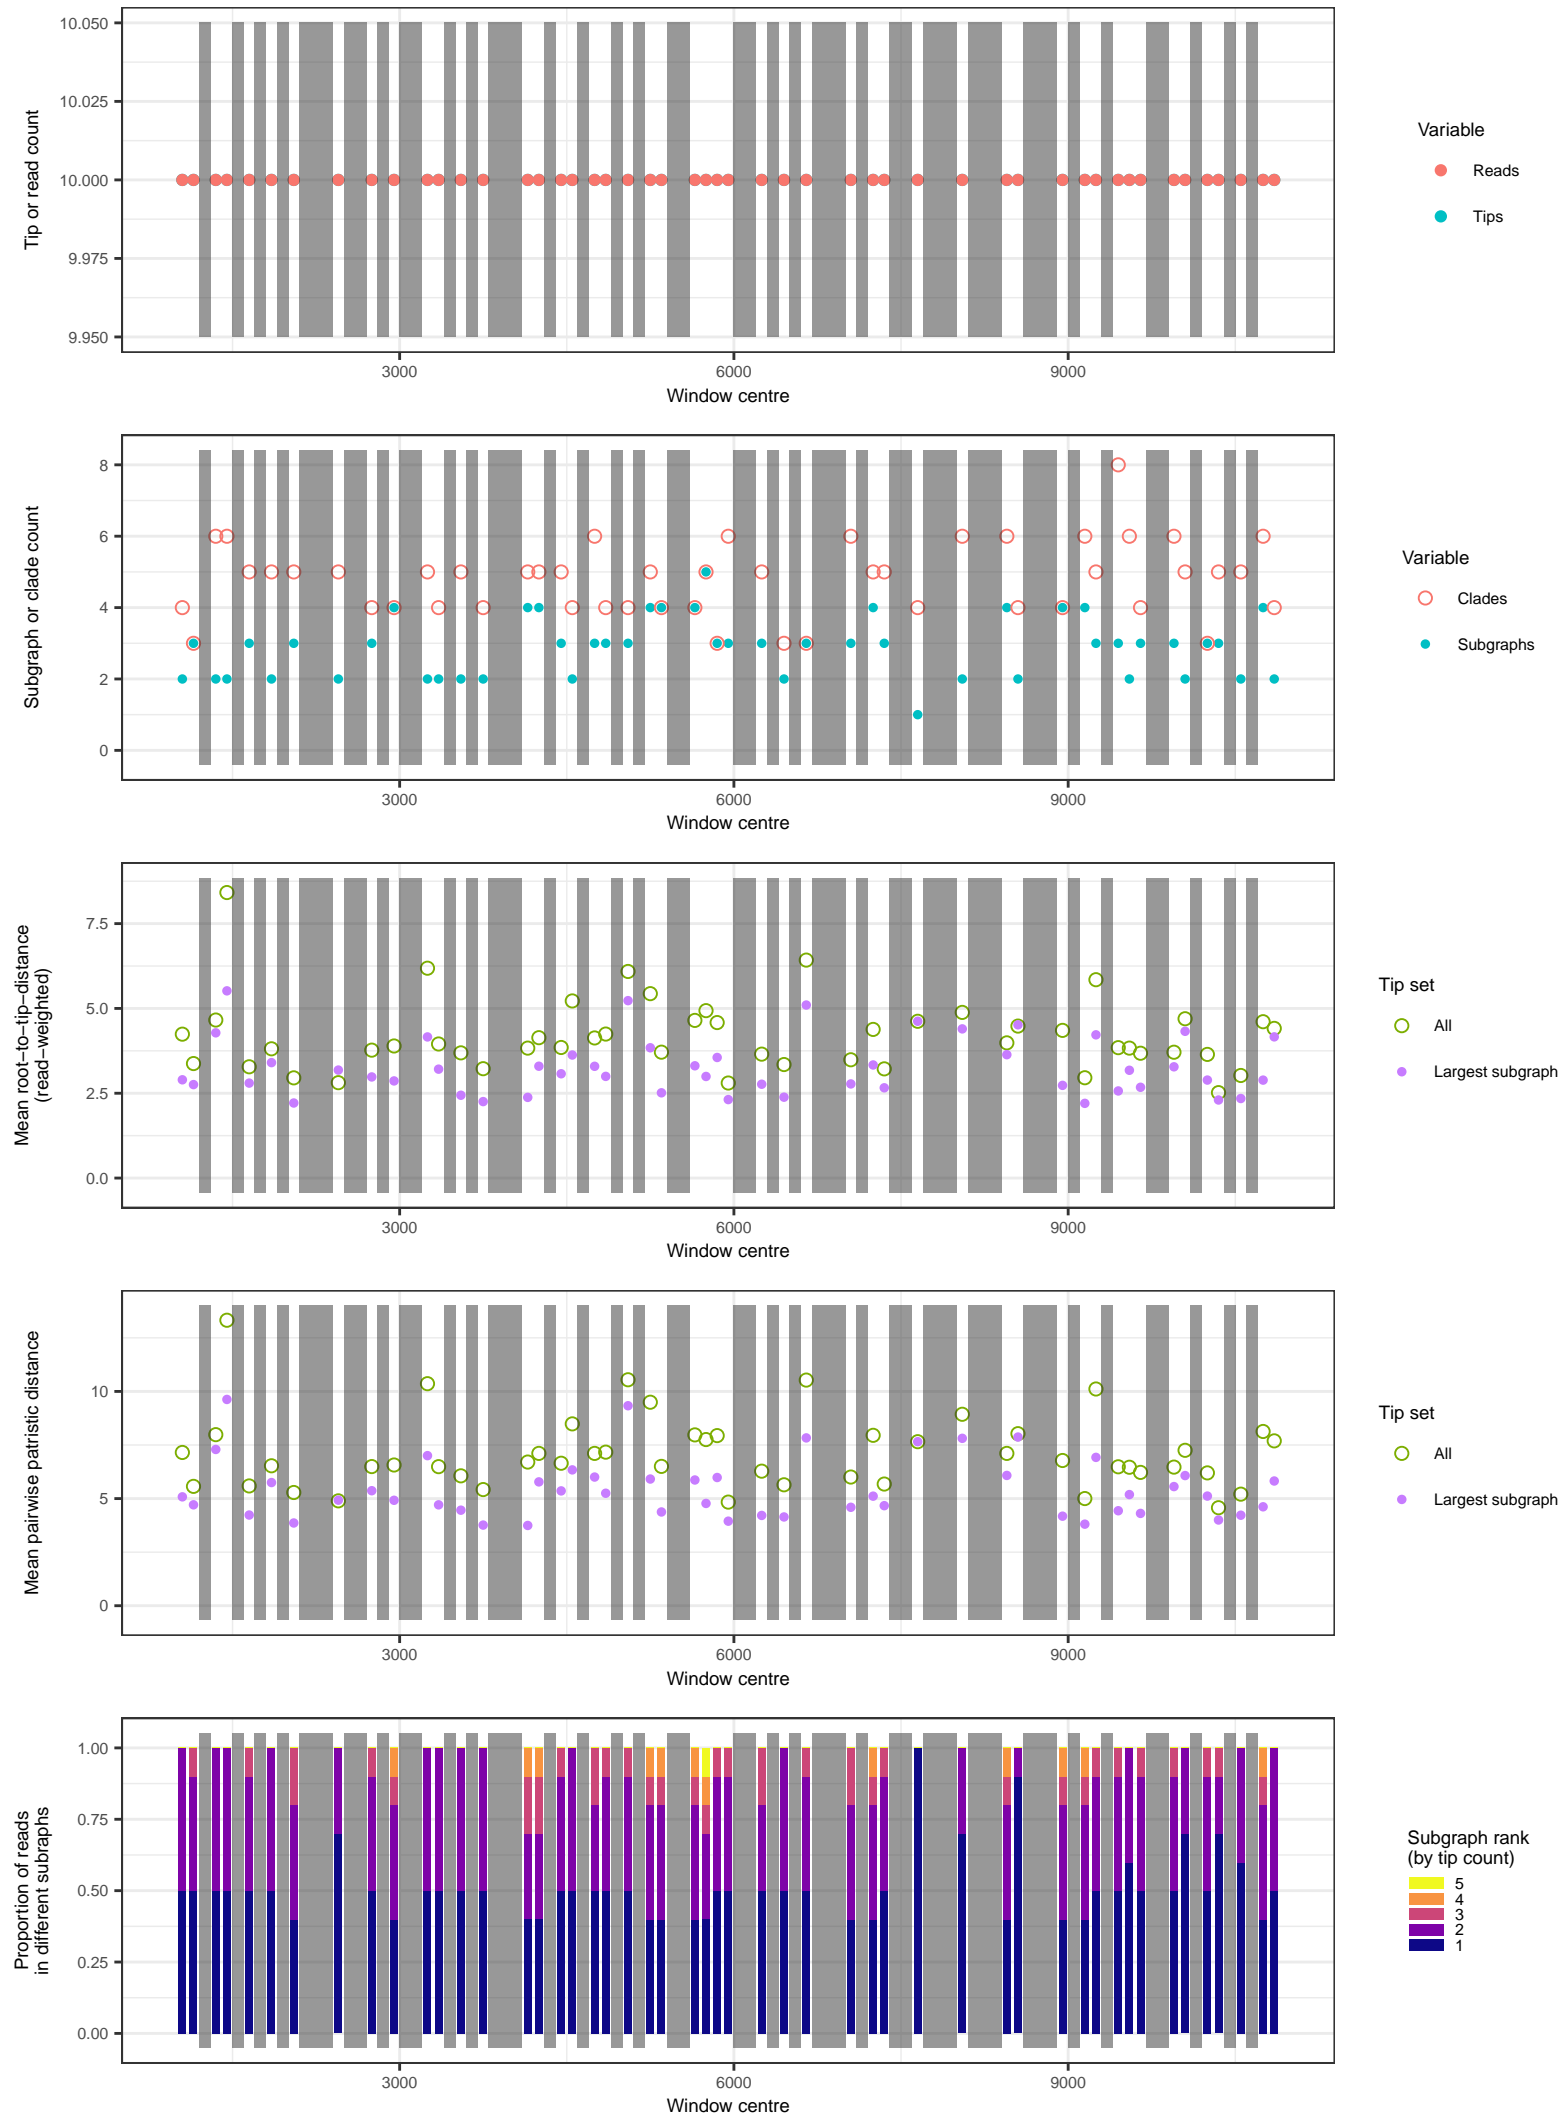 10.050
10.025
10.000
9.975
9.950
Tip or read count
3000
6000
9000
Window centre
Variable
Reads
Tips
8
6
4
2
0
Subgraph or clade count
3000
6000
9000
Window centre
Variable
Clades
Subgraphs
7.5
5.0
2.5
0.0
Mean root−to−tip−distance
(read−weighted)
3000
6000
9000
Window centre
Tip set
All
Largest subgraph
10
5
0
Mean pairwise patristic distance
3000
6000
9000
Window centre
Tip set
All
Largest subgraph
1.00
0.75
0.50
0.25
0.00
Proportion of reads
in different subraphs
3000
6000
9000
Window centre
Subgraph rank
(by tip count)
5
4
3
2
1